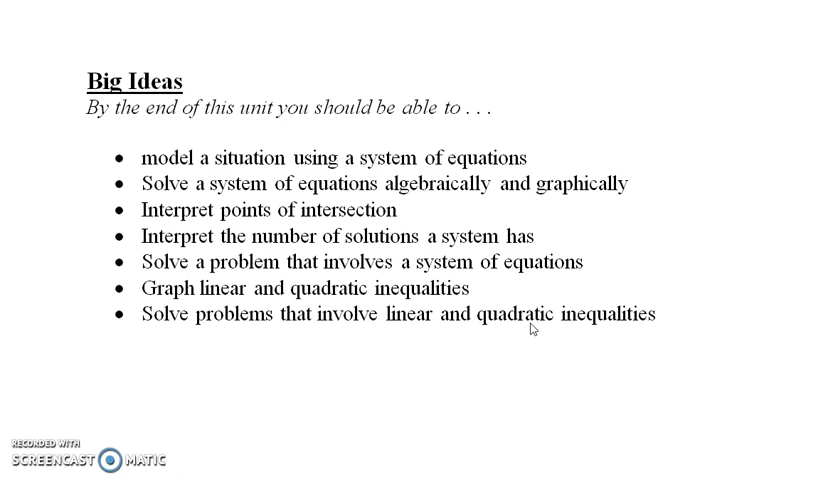 Big Ideas
By the end of this unit you should be able to . . .
• model a situation using a system of equations
• Solve a system of equations algebraically and graphically
• Interpret points of intersection
• Interpret the number of solutions a system has
• Solve a problem that involves a system of equations
• Graph linear and quadratic inequalities
• Solve problems that involve linear and quadratic inequalities
RECORDED WITH
SCREENCAST MATIC